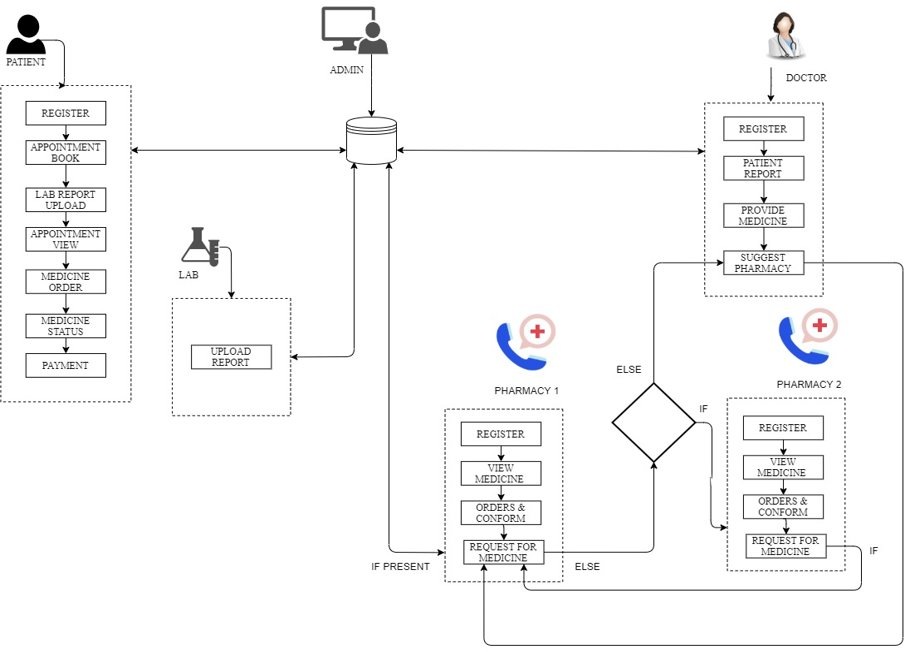 PATIENT
ADMIN
DOCTOR
REGISTER
APPOINTMENT
BOOK
LAB REPORT
UPLOAD
APPOINTMENT
VIEW
MEDICINE
ORDER
MEDICINE
STATUS
PAYMENT
LAB
UPLOAD
REPORT
REGISTER
PATIENT
REPORT
PROVIDE
MEDICINE
SUGGEST
PHARMACY
PHARMACY 1
REGISTER
VIEW
MEDICINE
ORDERS &
CONFORM
REQUEST FOR
MEDICINE
IF PRESENT
ELSE
ELSE
IF
PHARMACY 2
REGISTER
VIEW
MEDICINE
ORDERS &
CONFORM
REQUEST FOR
MEDICINE
IF